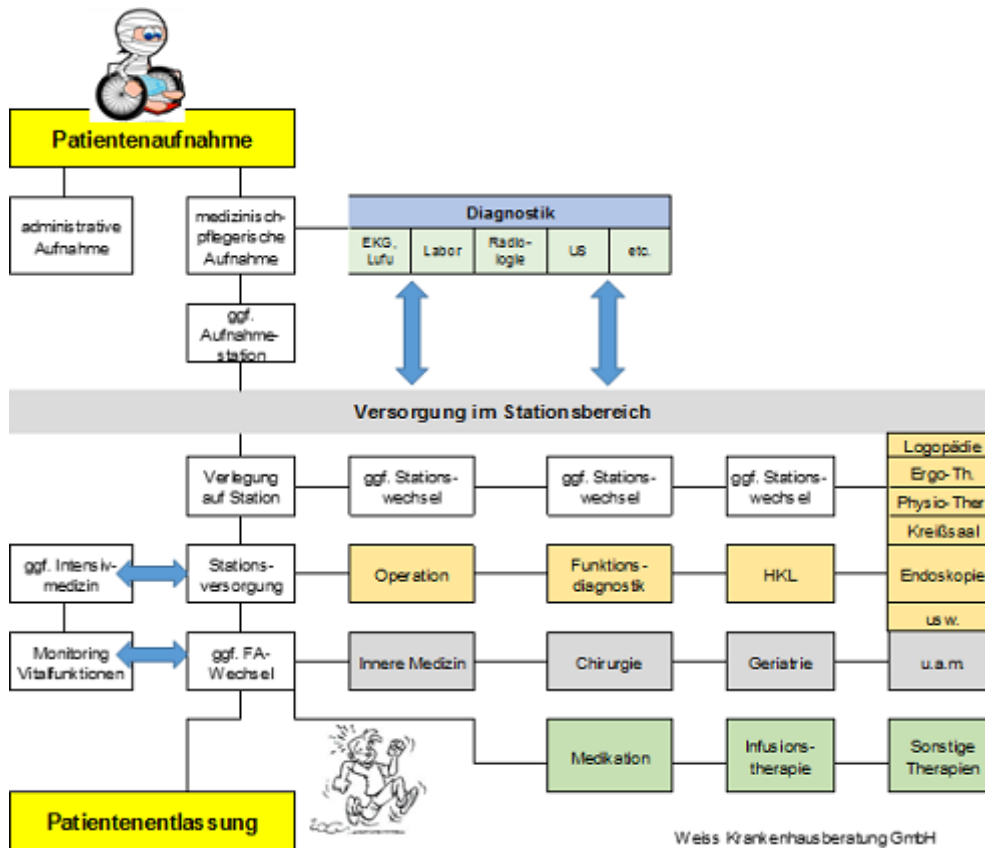 Patientenaufnahme
administrative
Aufnahme
medizinisch-
pflegerische
Aufnahme
Diagnostik
EKG,
Lufu
Labor
Radio-
logie
US
etc.
ggf.
Aufnahme-
station
Versorgung im Stationsbereich
Verlegung
auf Station
ggf. Stations-
wechsel
ggf. Stations-
wechsel
ggf. Stations-
wechsel
Logopädie
Ergo-Th.
Physio-Ther
Kreißsaal
ggf. Intensiv-
medizin
Stations-
versorgung
Operation
Funktions-
diagnostik
HKL
Endoskopie
usw.
Monitoring
Vitalfunktionen
ggf. FA-
Wechsel
Innere Medizin
Chirurgie
Geriatrie
u.a.m.
Medikation
Infusions-
therapie
Sonstige
Therapien
Patientenentlassung
Weiss Krankenhausberatung GmbH